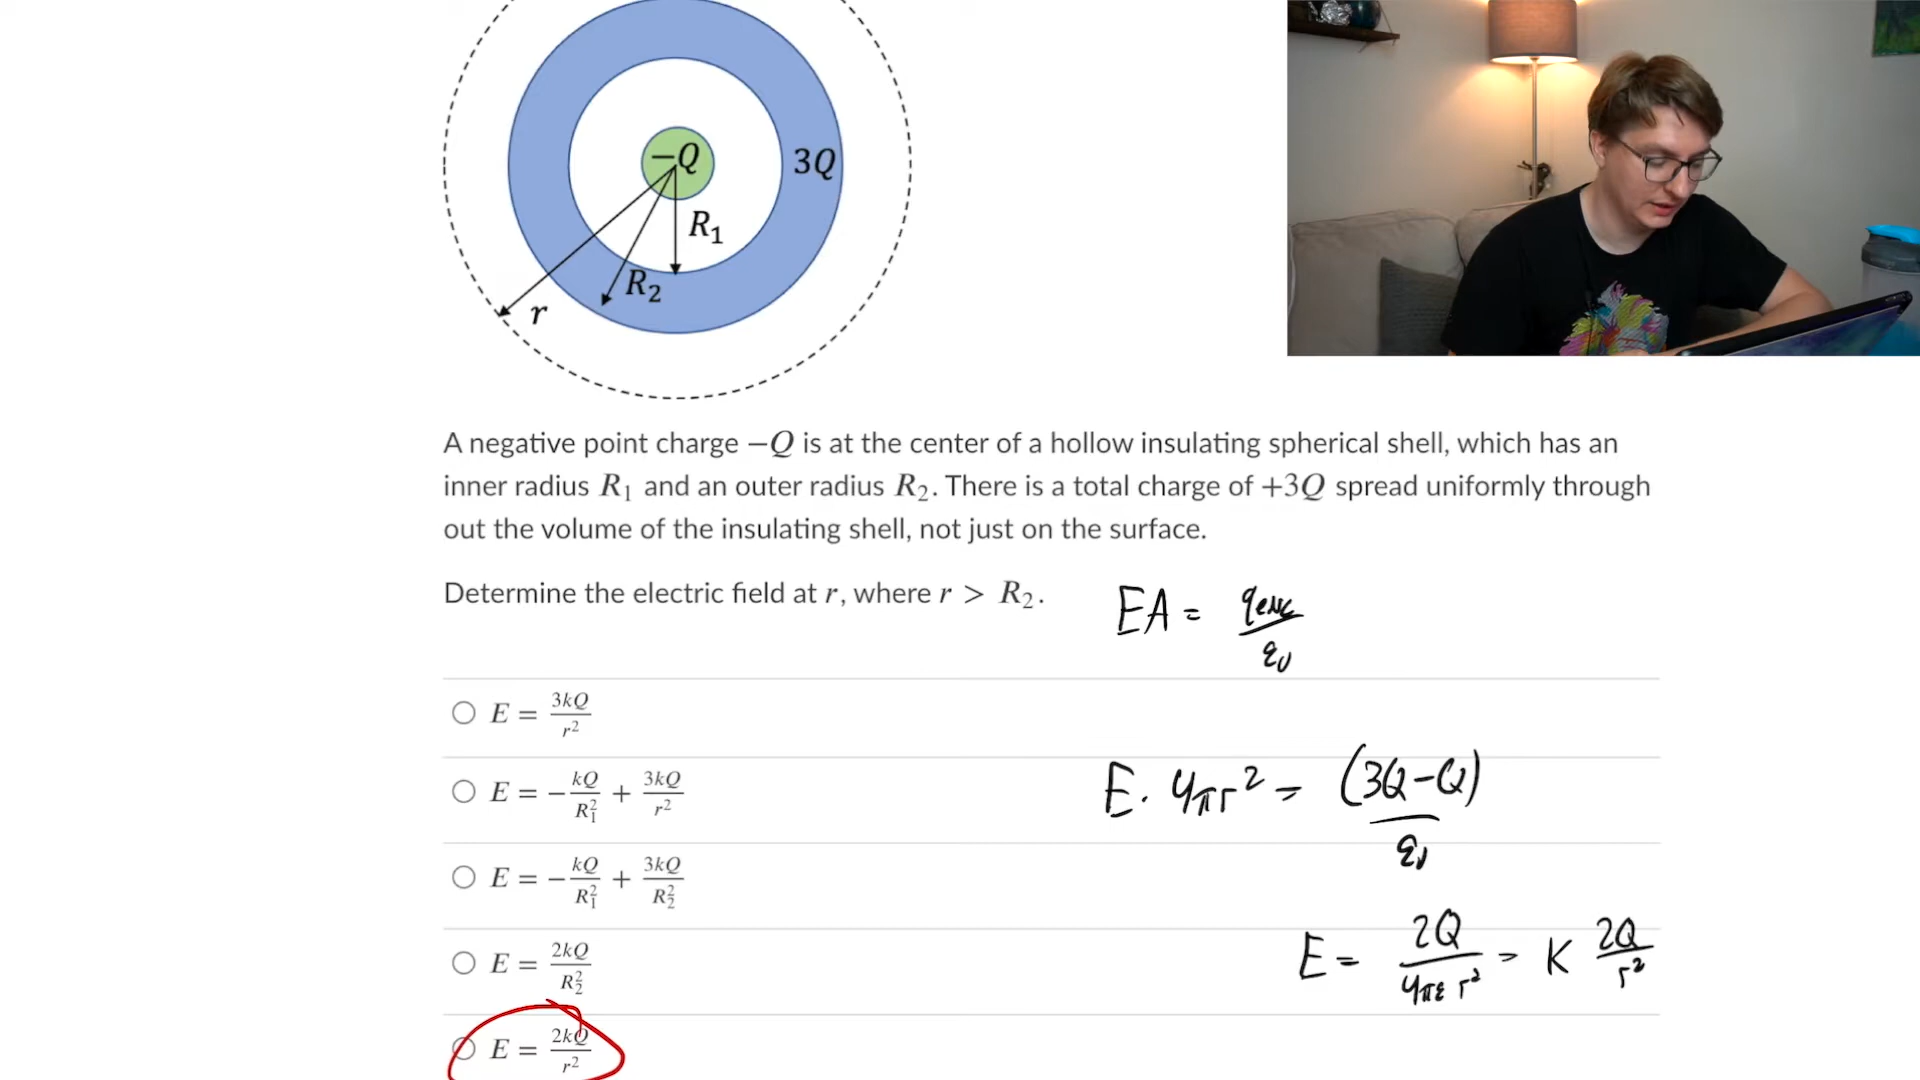 −Q
3Q
R₁
R₂
r
A negative point charge −Q is at the center of a hollow insulating spherical shell, which has an
inner radius R₁ and an outer radius R₂. There is a total charge of +3Q spread uniformly through
out the volume of the insulating shell, not just on the surface.
Determine the electric field at r, where r > R₂.
EA = qenc/ε₀
E = 3kQ/r²
E · 4πr² = (3Q−Q)/ε₀
E = −kQ/R₁² + 3kQ/r²
E = −kQ/R₁² + 3kQ/R₂²
E = 2kQ/R₂²
E = 2Q/4πε r² = K 2Q/r²
E = 2kQ/r²